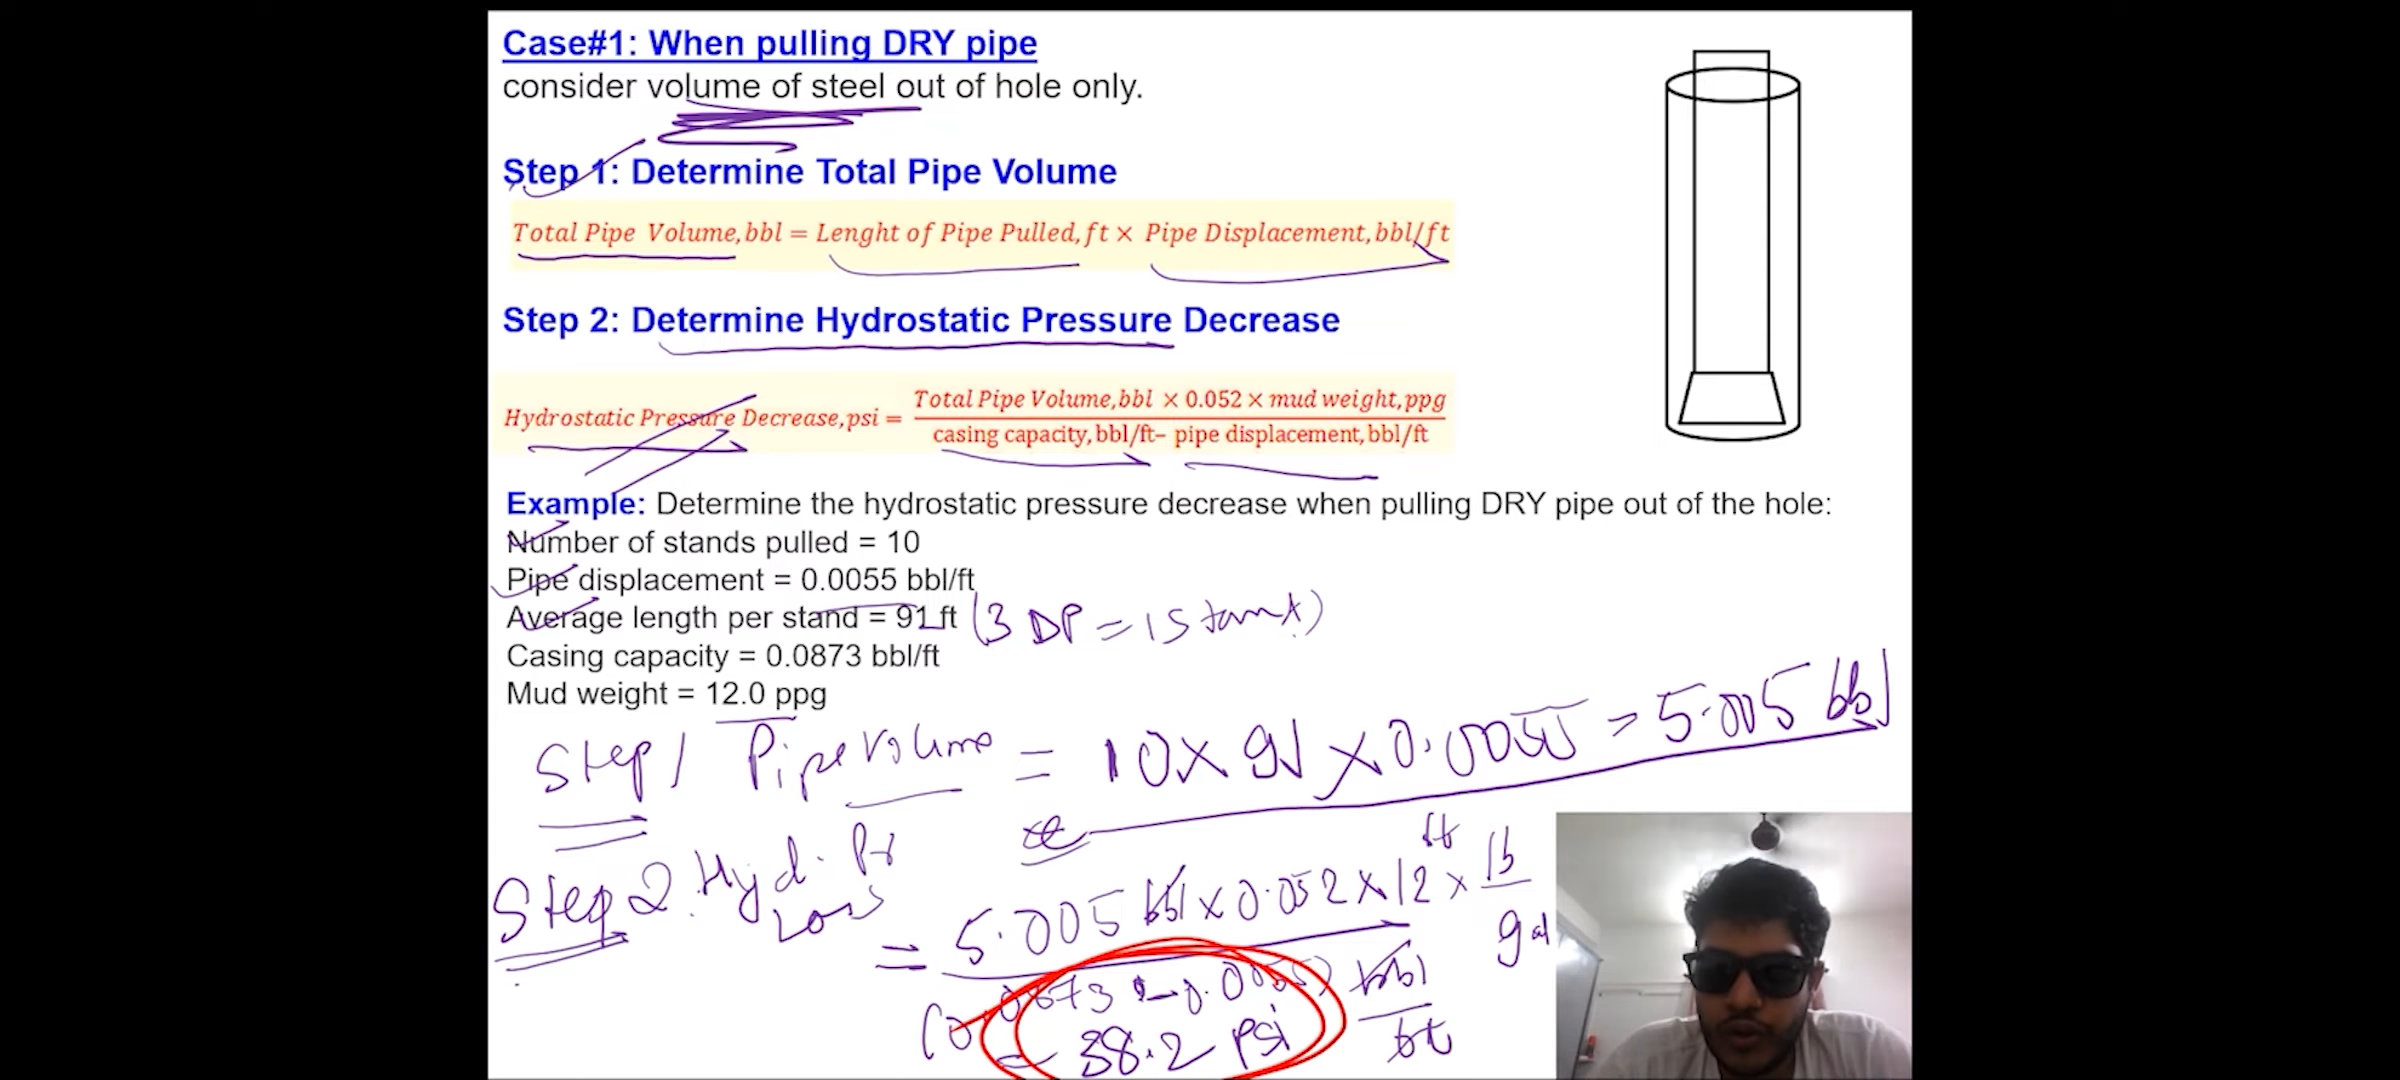 Case#1: When pulling DRY pipe
consider volume of steel out of hole only.
Step 1: Determine Total Pipe Volume
Total Pipe Volume, bbl = Lenght of Pipe Pulled, ft × Pipe Displacement, bbl/ft
Step 2: Determine Hydrostatic Pressure Decrease
Hydrostatic Pressure Decrease, psi = Total Pipe Volume, bbl × 0.052 × mud weight, ppg
casing capacity, bbl/ft– pipe displacement, bbl/ft
Example: Determine the hydrostatic pressure decrease when pulling DRY pipe out of the hole:
Number of stands pulled = 10
Pipe displacement = 0.0055 bbl/ft
Average length per stand = 91 ft (3 DP = 1 Stand)
Casing capacity = 0.0873 bbl/ft
Mud weight = 12.0 ppg
Step 1 Pipe Volume = 10 × 91 × 0.0055 = 5.005 bbl
Step 2 Hyd. Pr Loss
= 5.005 bbl × 0.052 × 12 ft × lb
gal
(0.0873 - 0.0055) bbl
ft
= 38.2 psi